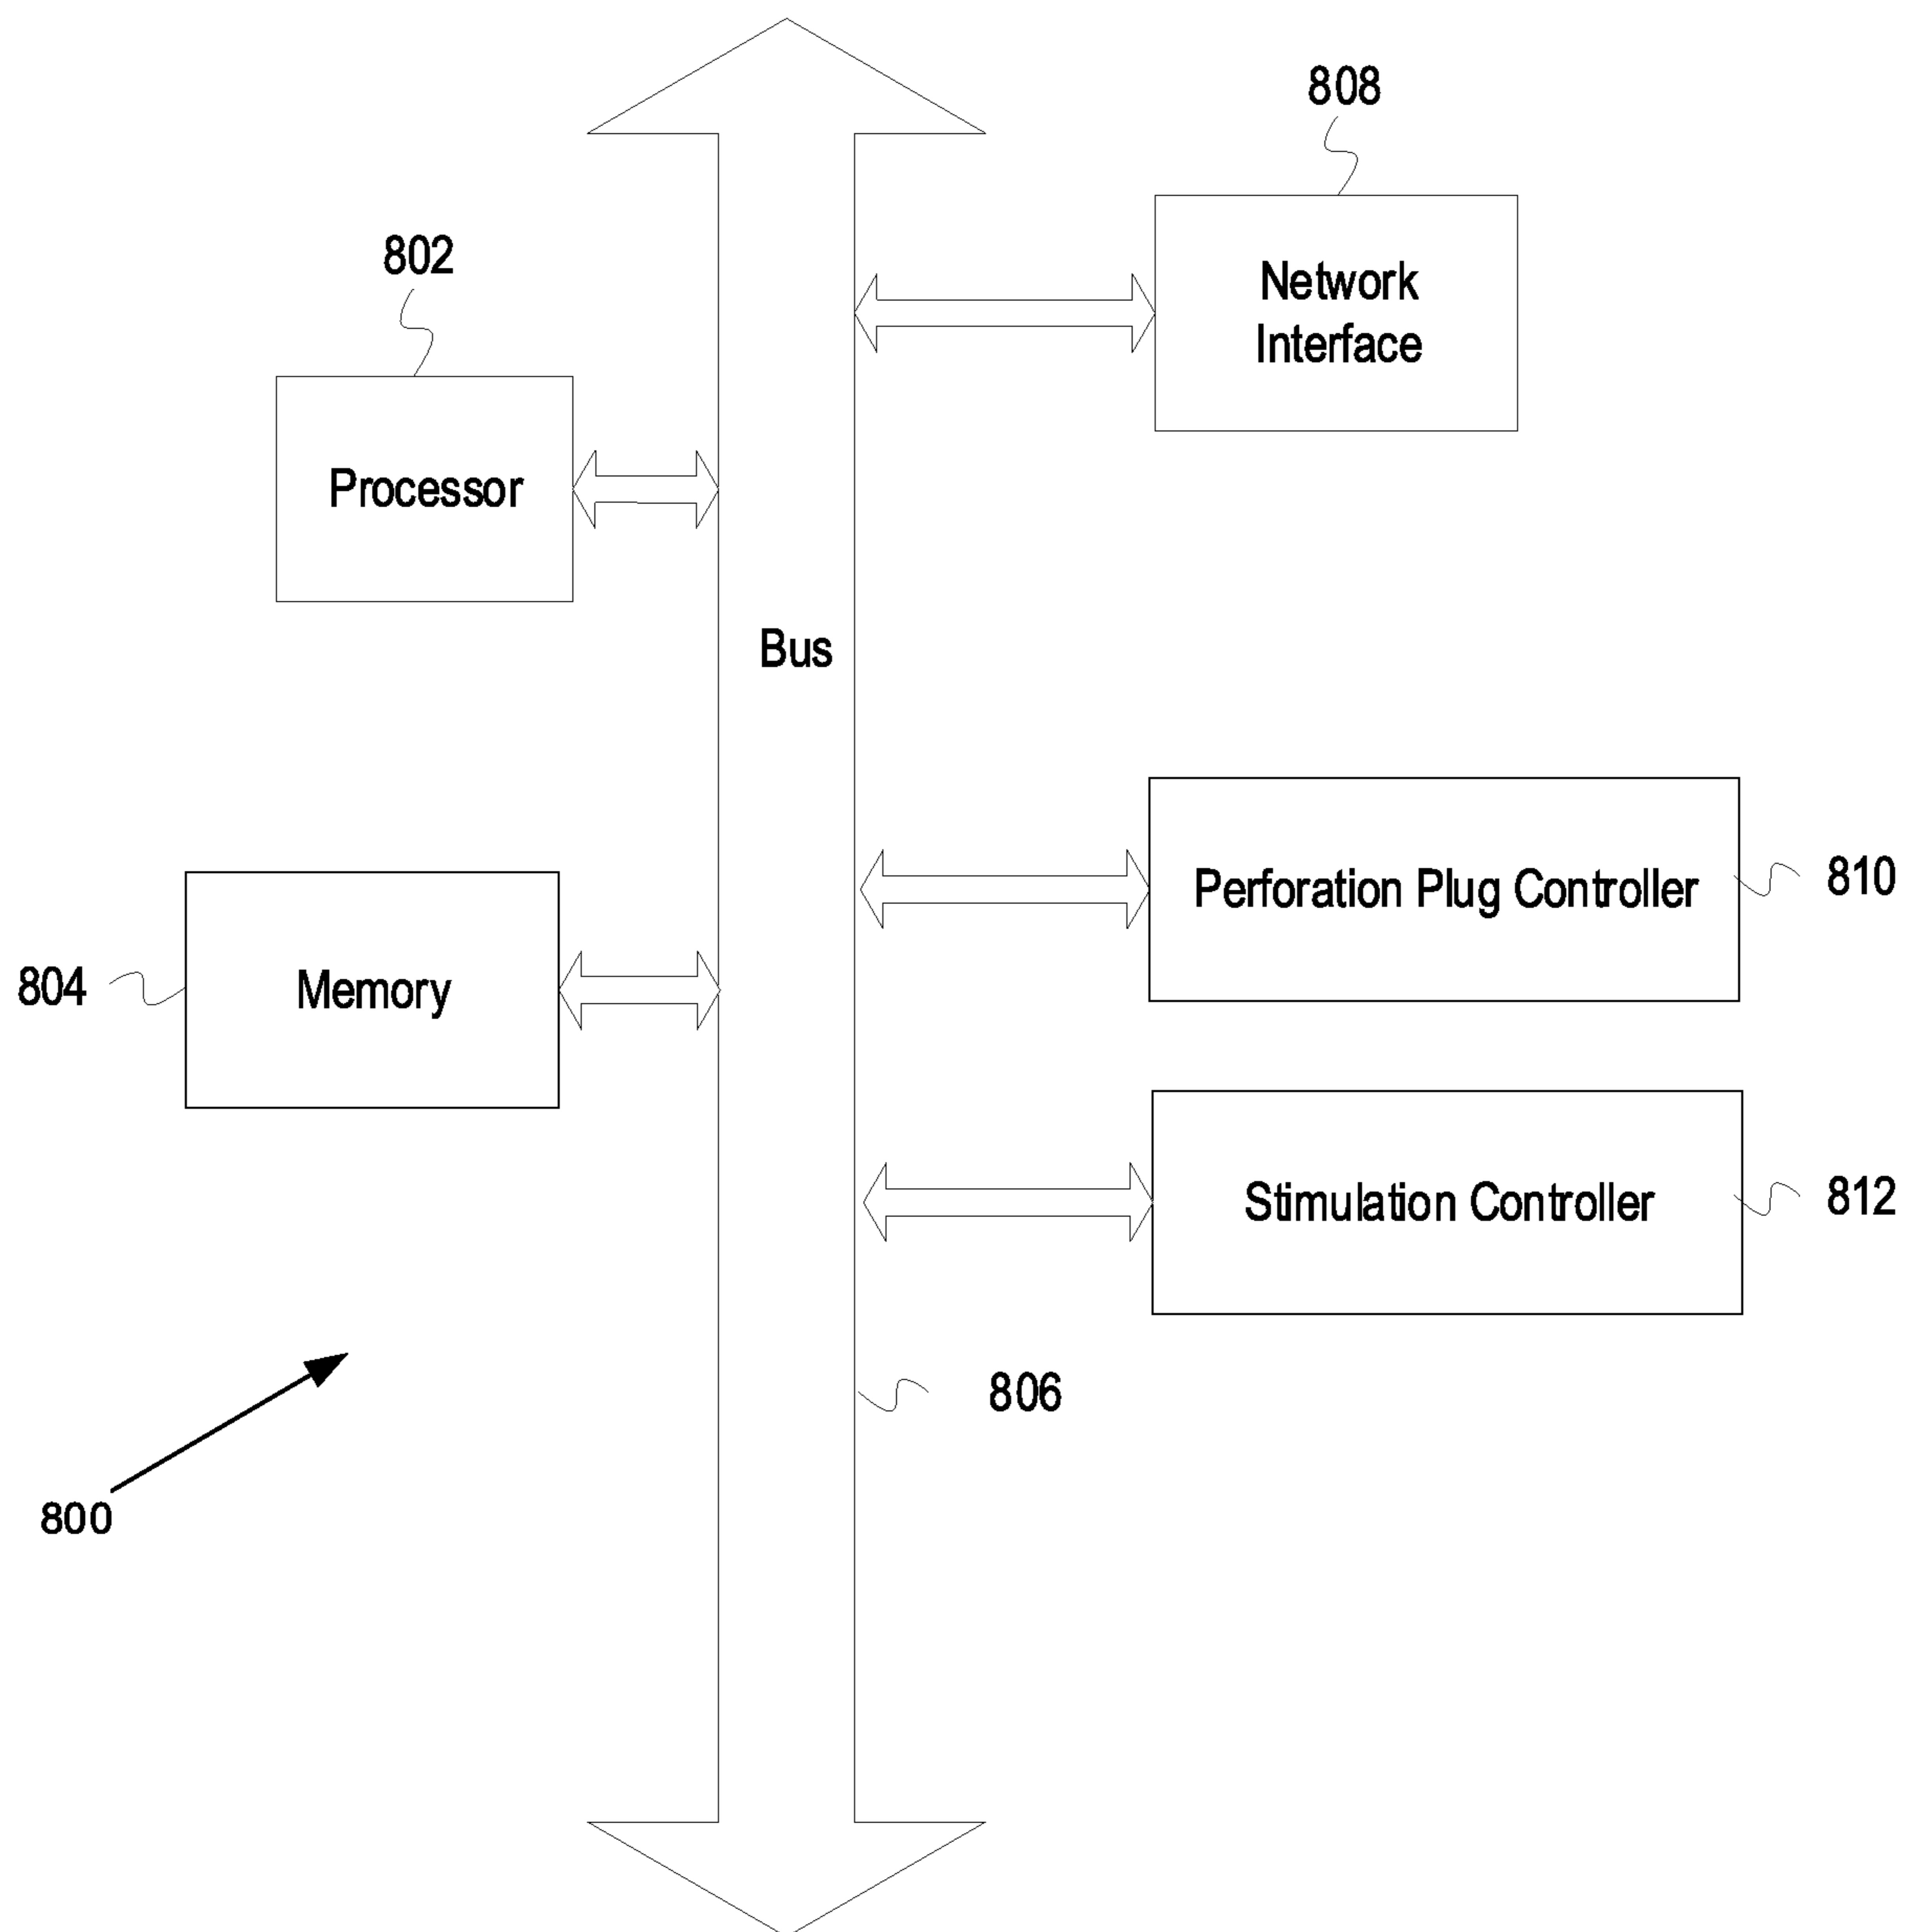 808
802
Network
Interface
Processor
Bus
810
Perforation Plug Controller
804
Memory
812
Stimulation Controller
806
800